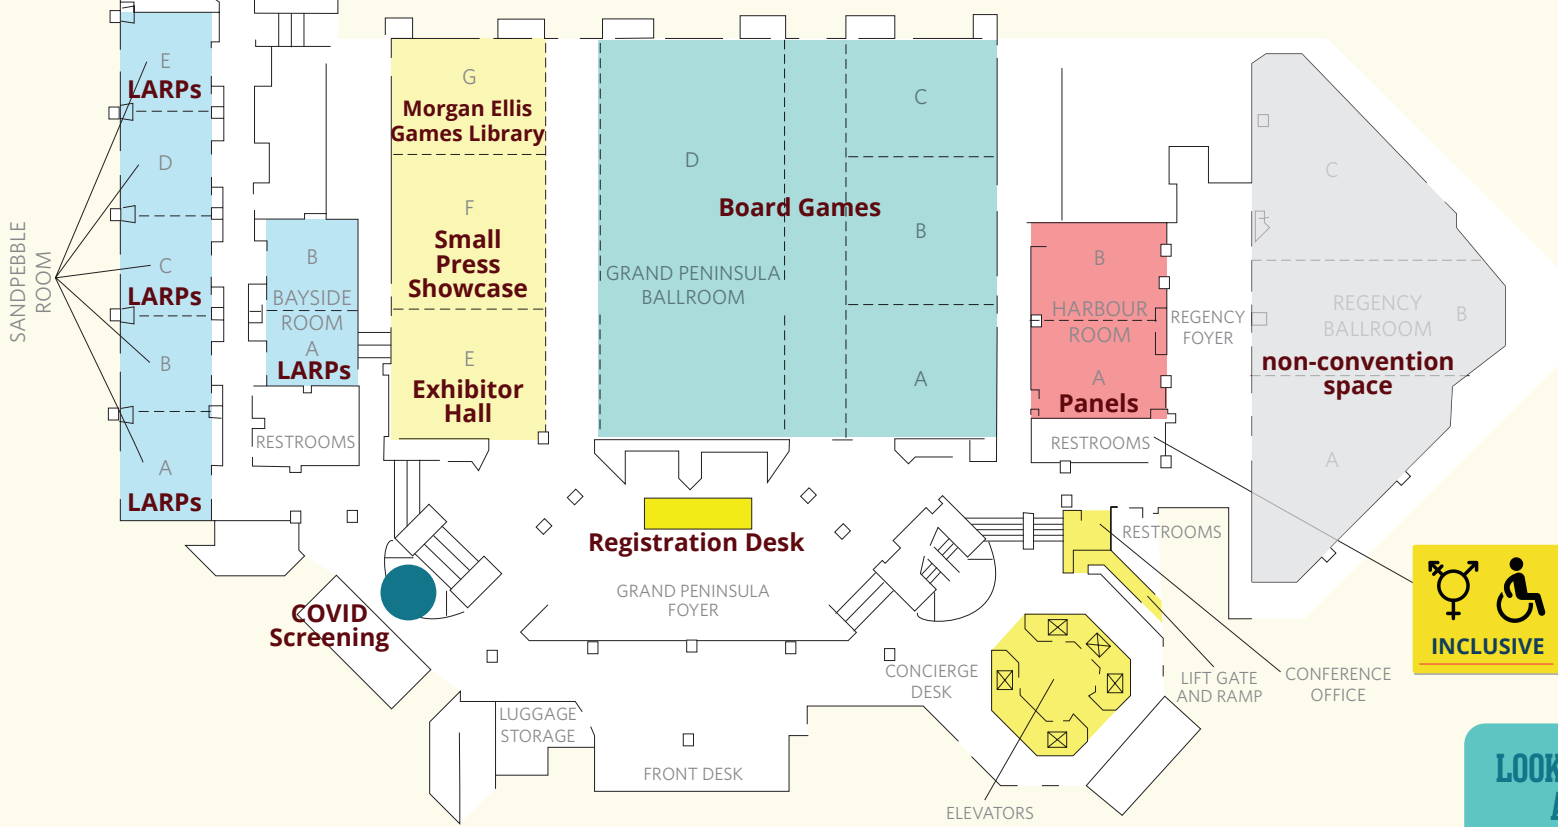 SANDPEBBLE
ROOM
E
LARPs
D
C
LARPs
B
A
LARPs
B
BAYSIDE
ROOM
A
LARPs
RESTROOMS
G
Morgan Ellis
Games Library
F
Small
Press
Showcase
E
Exhibitor
Hall
D
C
Board Games
B
GRAND PENINSULA
BALLROOM
A
B
HARBOUR
ROOM
A
Panels
RESTROOMS
REGENCY
FOYER
C
REGENCY
BALLROOM
B
non-convention
space
A
Registration Desk
GRAND PENINSULA
FOYER
COVID
Screening
RESTROOMS
INCLUSIVE
CONCIERGE
DESK
LIFT GATE
AND RAMP
CONFERENCE
OFFICE
LUGGAGE
STORAGE
FRONT DESK
ELEVATORS
LOOK